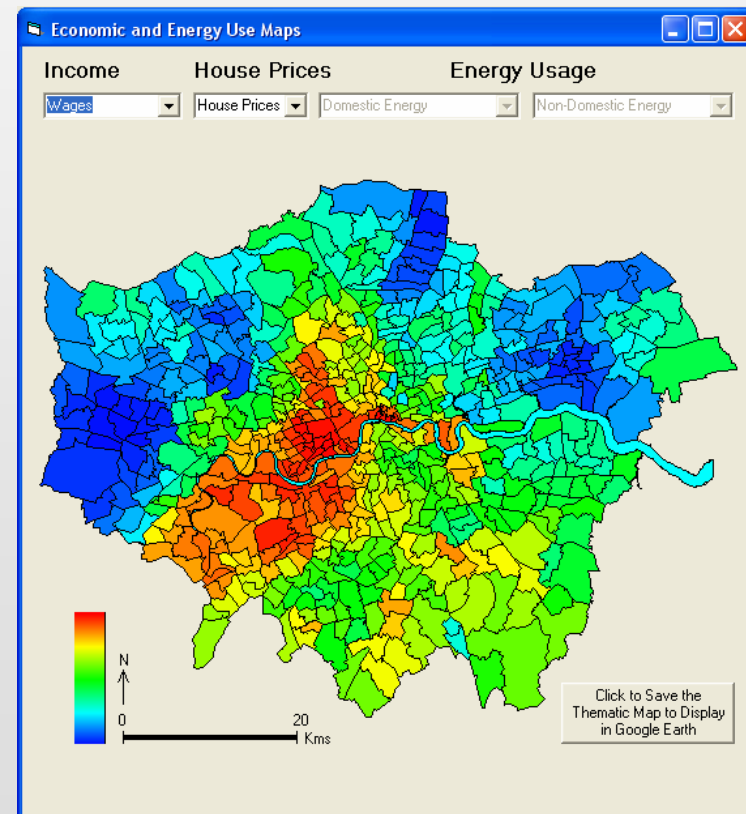 Economic and Energy Use Maps
Income House Prices Energy Usage
Wages House Prices Domestic Energy Non-Domestic Energy
N
0 20
Kms
Click to Save the
Thematic Map to Display
in Google Earth